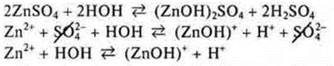 2ZnSO₄ + 2HOH ⇄ (ZnOH)₂SO₄ + 2H₂SO₄
Zn²⁺ + SO₄²⁻ + HOH ⇄ (ZnOH)⁺ + H⁺ + SO₄²⁻
Zn²⁺ + HOH ⇄ (ZnOH)⁺ + H⁺